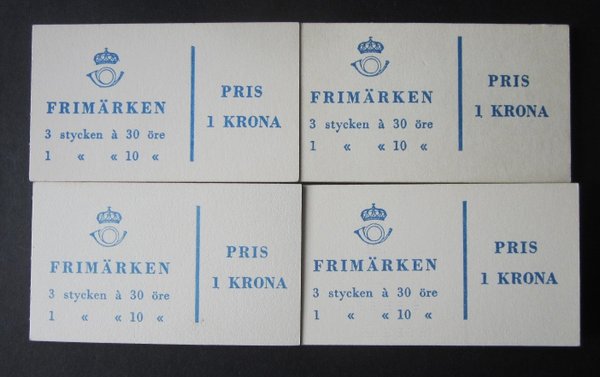 FRIMÄRKEN
3 stycken à 30 öre
1 « « 10 «
PRIS
1 KRONA
FRIMÄRKEN
3 stycken à 30 öre
1 « « 10 «
PRIS
1 KRONA
FRIMÄRKEN
3 stycken à 30 öre
1 « « 10 «
PRIS
1 KRONA
FRIMÄRKEN
3 stycken à 30 öre
1 « « 10 «
PRIS
1 KRONA